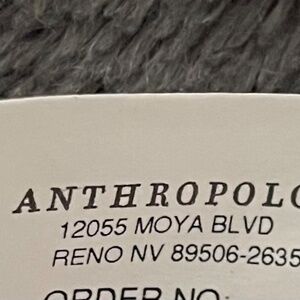 ANTHROPOLO
12055 MOYA BLVD
RENO NV 89506-2635
ORDER NO: